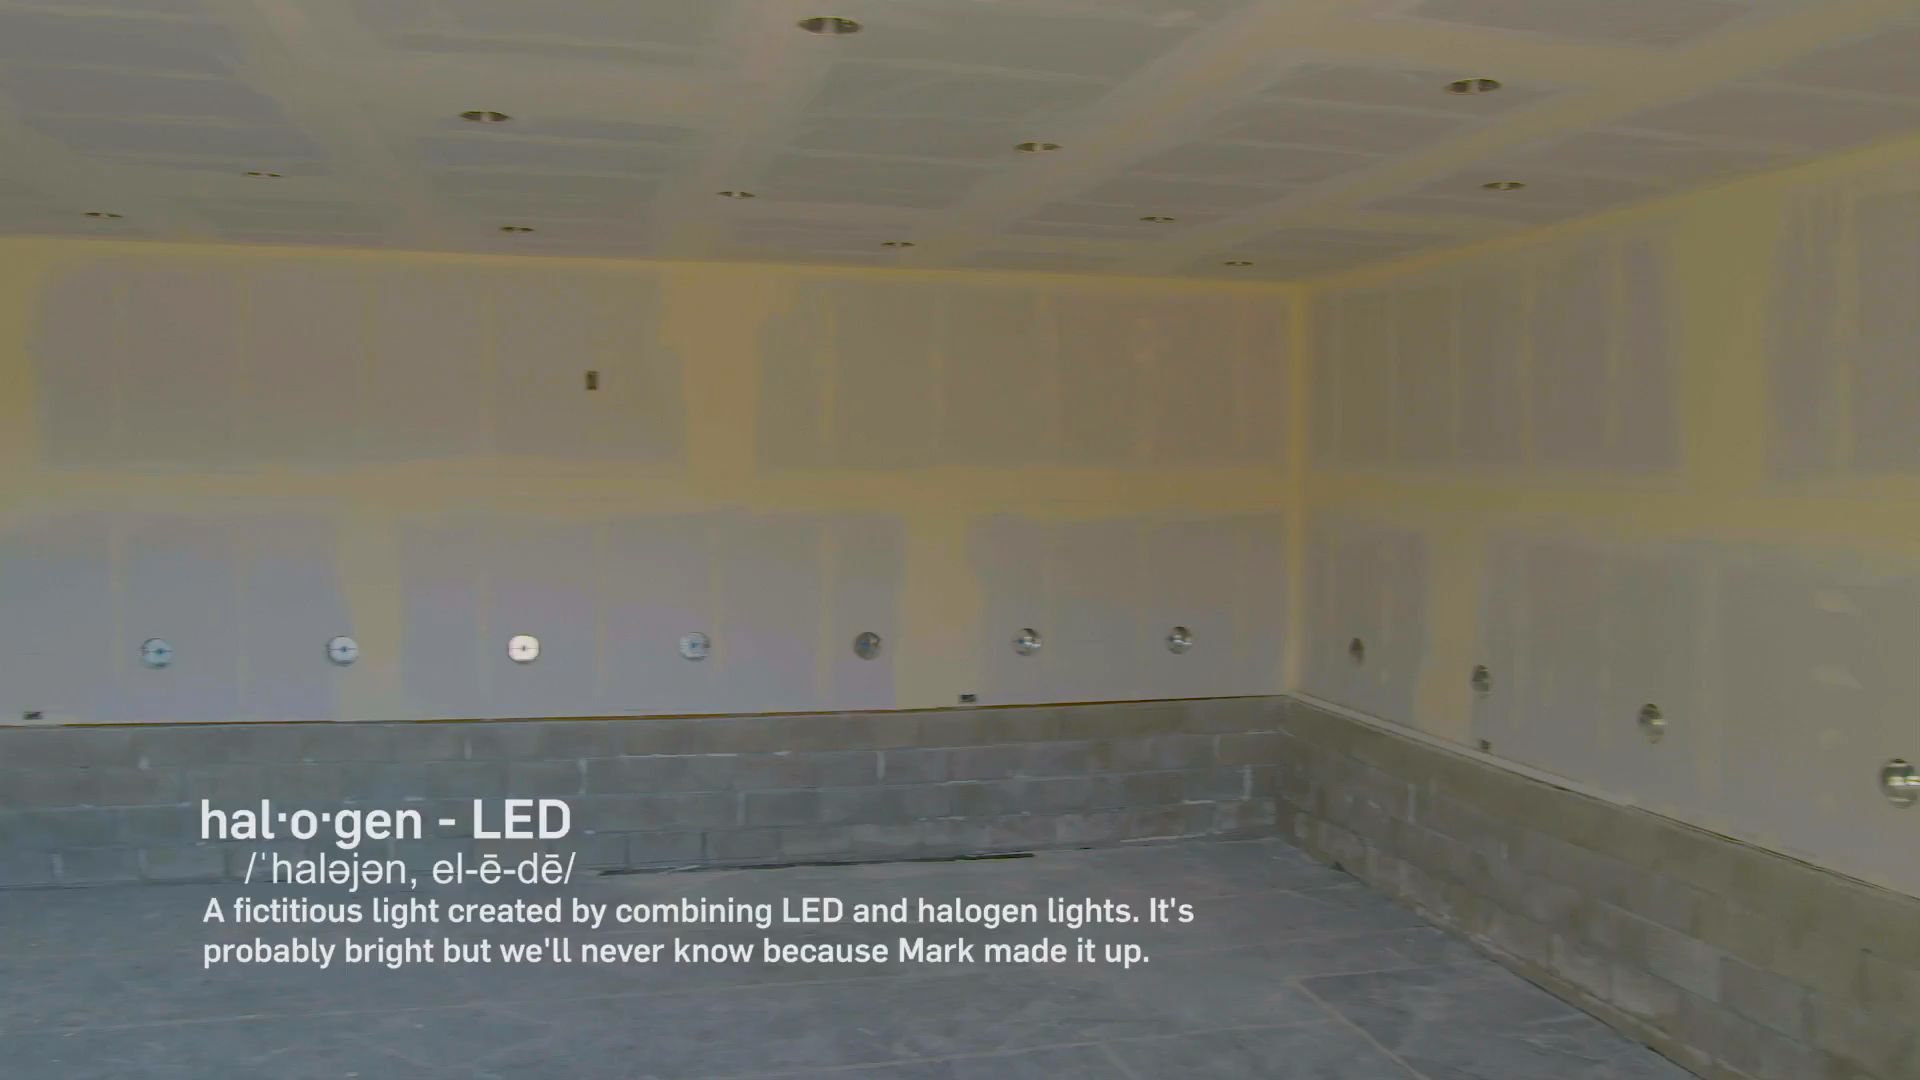 hal·o·gen - LED
/ˈhaləjən, el-ē-dē/
A fictitious light created by combining LED and halogen lights. It's
probably bright but we'll never know because Mark made it up.